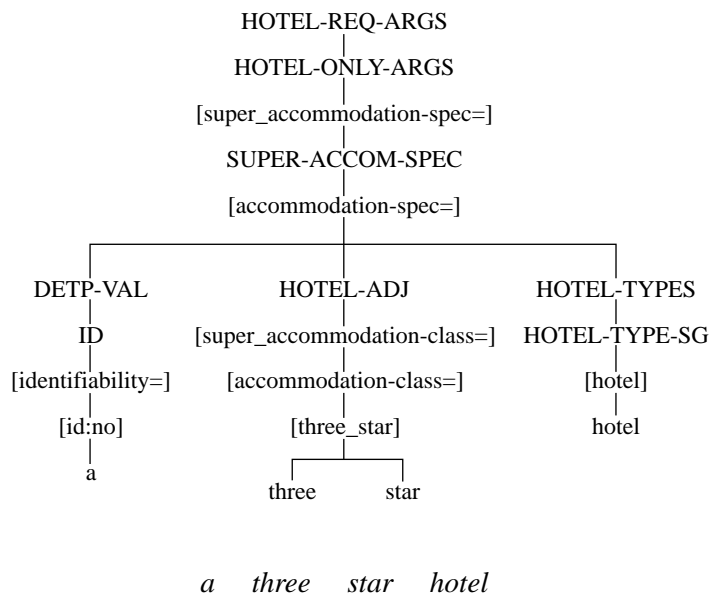 HOTEL-REQ-ARGS
HOTEL-ONLY-ARGS
[super_accommodation-spec=]
SUPER-ACCOM-SPEC
[accommodation-spec=]
DETP-VAL HOTEL-ADJ HOTEL-TYPES
ID [super_accommodation-class=] HOTEL-TYPE-SG
[identifiability=] [accommodation-class=] [hotel]
[id:no] [three_star] hotel
a
three star
a three star hotel